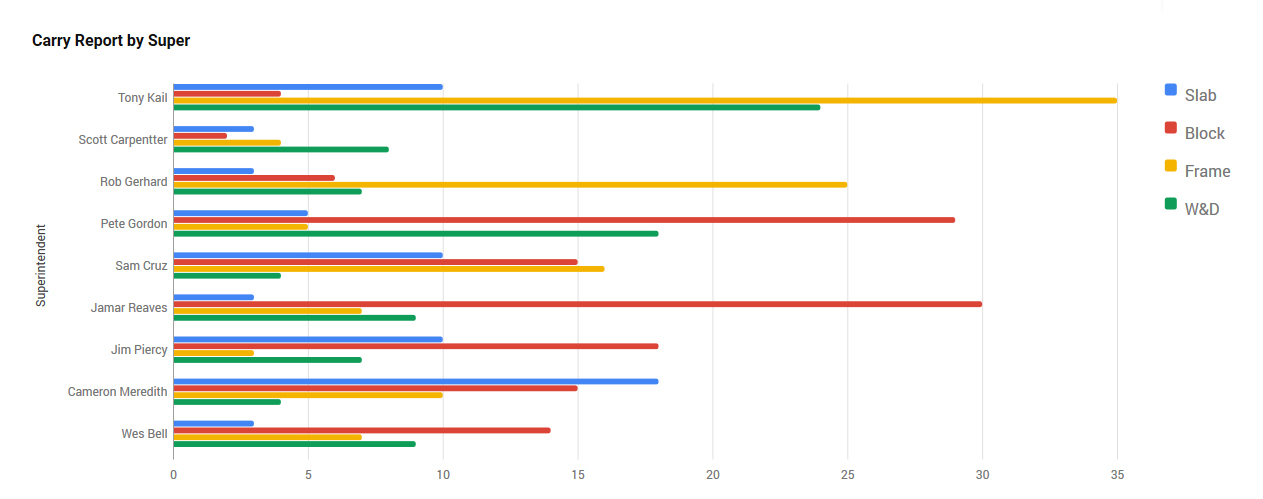 Carry Report by Super
Superintendent
Tony Kail
Scott Carpentter
Rob Gerhard
Pete Gordon
Sam Cruz
Jamar Reaves
Jim Piercy
Cameron Meredith
Wes Bell
0 5 10 15 20 25 30 35
Slab
Block
Frame
W&D